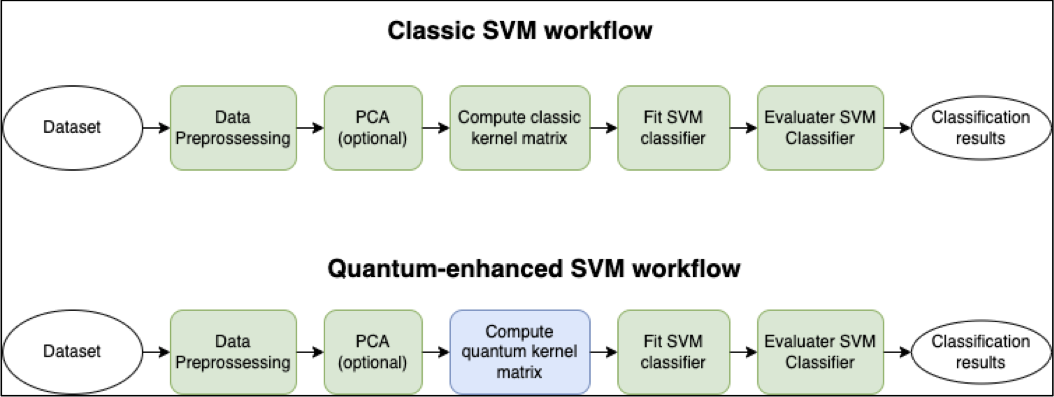 Classic SVM workflow
Dataset
Data
Preprossessing
PCA
(optional)
Compute classic
kernel matrix
Fit SVM
classifier
Evaluater SVM
Classifier
Classification
results
Quantum-enhanced SVM workflow
Dataset
Data
Preprossessing
PCA
(optional)
Compute
quantum kernel
matrix
Fit SVM
classifier
Evaluater SVM
Classifier
Classification
results